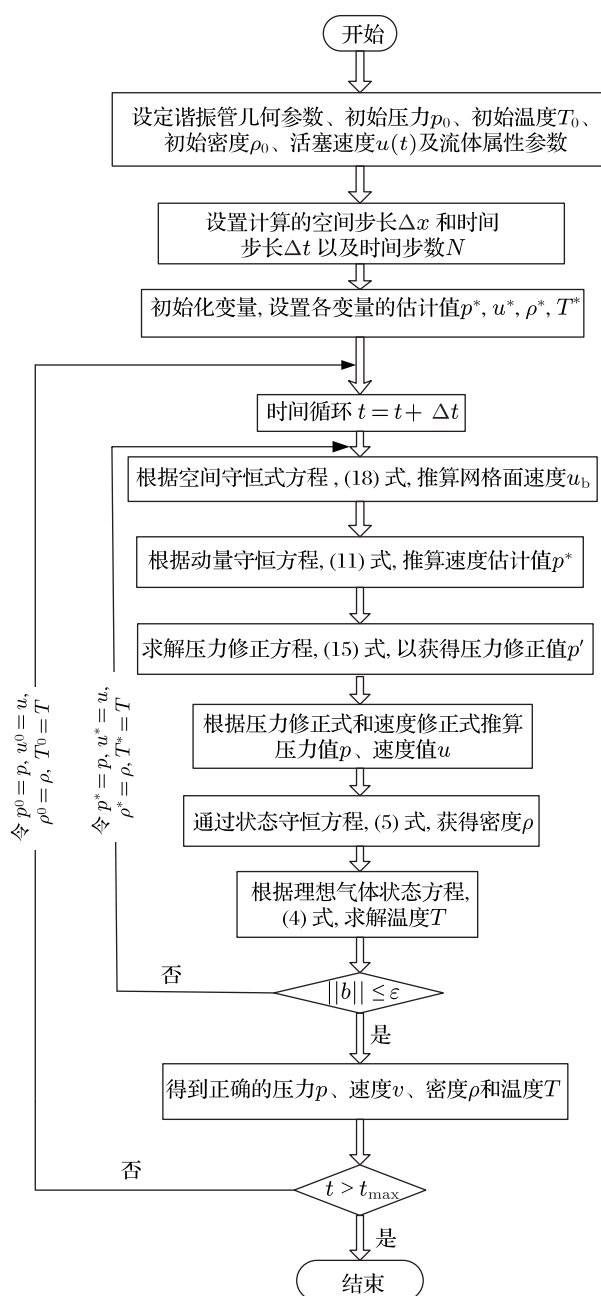 开始
设定谐振管几何参数、初始压力p₀、初始温度T₀、
初始密度ρ₀、活塞速度u(t)及流体属性参数
设置计算的空间步长Δx 和时间
步长Δt 以及时间步数N
初始化变量, 设置各变量的估计值p*, u*, ρ*, T*
时间循环 t = t + Δt
根据空间守恒式方程, (18) 式, 推算网格面速度u_b
根据动量守恒方程, (11) 式, 推算速度估计值p*
求解压力修正方程, (15) 式, 以获得压力修正值p′
根据压力修正式和速度修正式推算
压力值p、速度值u
通过状态守恒方程, (5) 式, 获得密度ρ
根据理想气体状态方程,
(4) 式, 求解温度T
||b|| ≤ ε
否
是
令 p* = p, u* = u,
ρ* = ρ, T* = T
得到正确的压力p、速度v、密度ρ和温度T
t > t_max
否
是
令 p⁰ = p, u⁰ = u,
ρ⁰ = ρ, T⁰ = T
结束